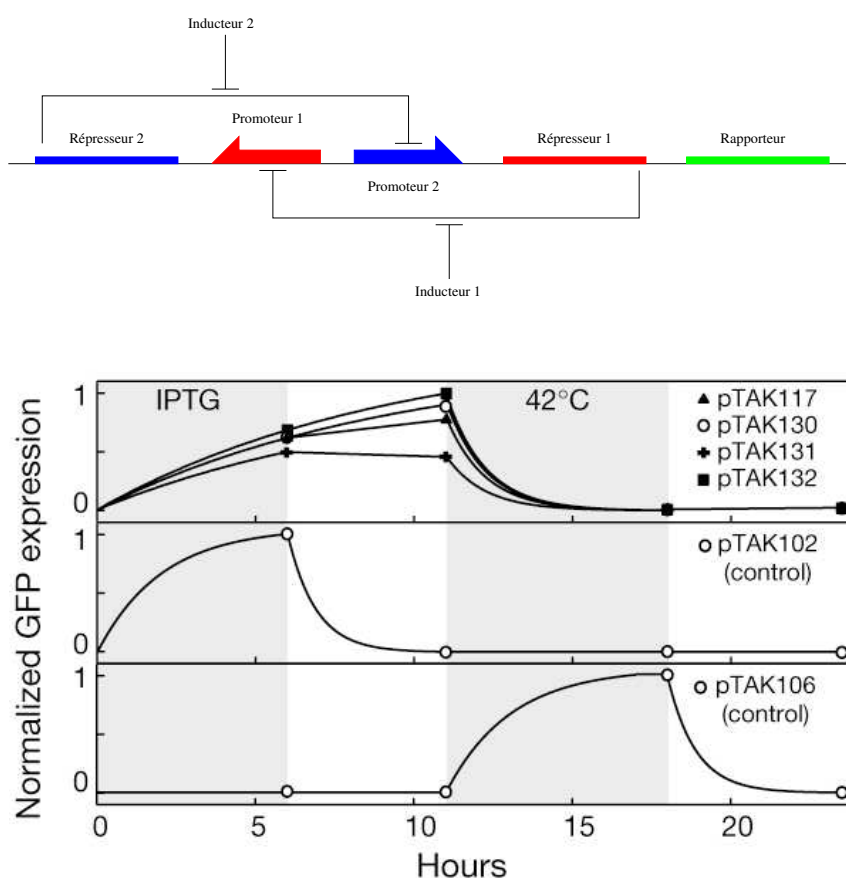 Inducteur 2
Promoteur 1
Répresseur 2
Répresseur 1
Rapporteur
Promoteur 2
Inducteur 1
Normalized GFP expression
1
0
IPTG
42°C
pTAK117
pTAK130
pTAK131
pTAK132
1
0
pTAK102
(control)
1
0
pTAK106
(control)
0 5 10 15 20
Hours